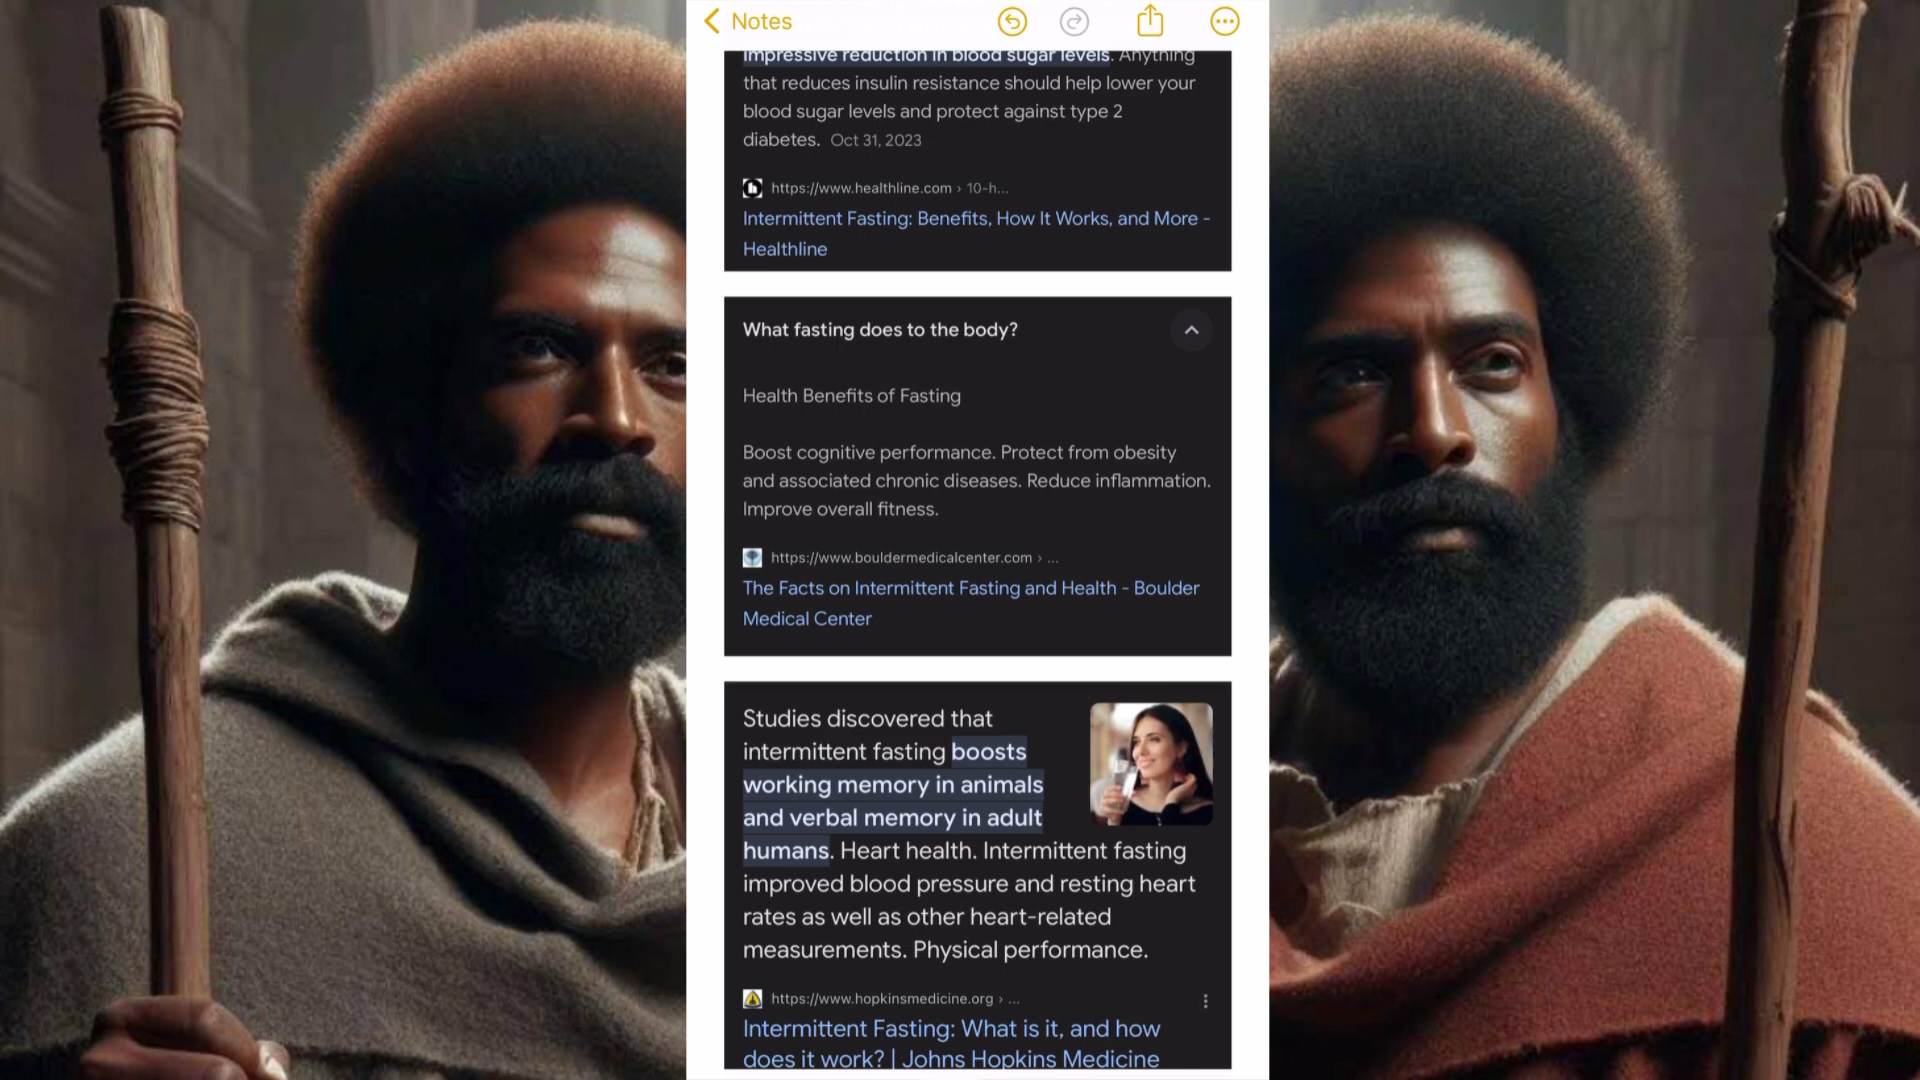 Notes
impressive reduction in blood sugar levels. Anything
that reduces insulin resistance should help lower your
blood sugar levels and protect against type 2
diabetes. Oct 31, 2023
https://www.healthline.com › 10-h...
Intermittent Fasting: Benefits, How It Works, and More -
Healthline
What fasting does to the body?
Health Benefits of Fasting
Boost cognitive performance. Protect from obesity
and associated chronic diseases. Reduce inflammation.
Improve overall fitness.
https://www.bouldermedicalcenter.com › ...
The Facts on Intermittent Fasting and Health - Boulder
Medical Center
Studies discovered that
intermittent fasting boosts
working memory in animals
and verbal memory in adult
humans. Heart health. Intermittent fasting
improved blood pressure and resting heart
rates as well as other heart-related
measurements. Physical performance.
https://www.hopkinsmedicine.org › ...
Intermittent Fasting: What is it, and how
does it work? | Johns Hopkins Medicine